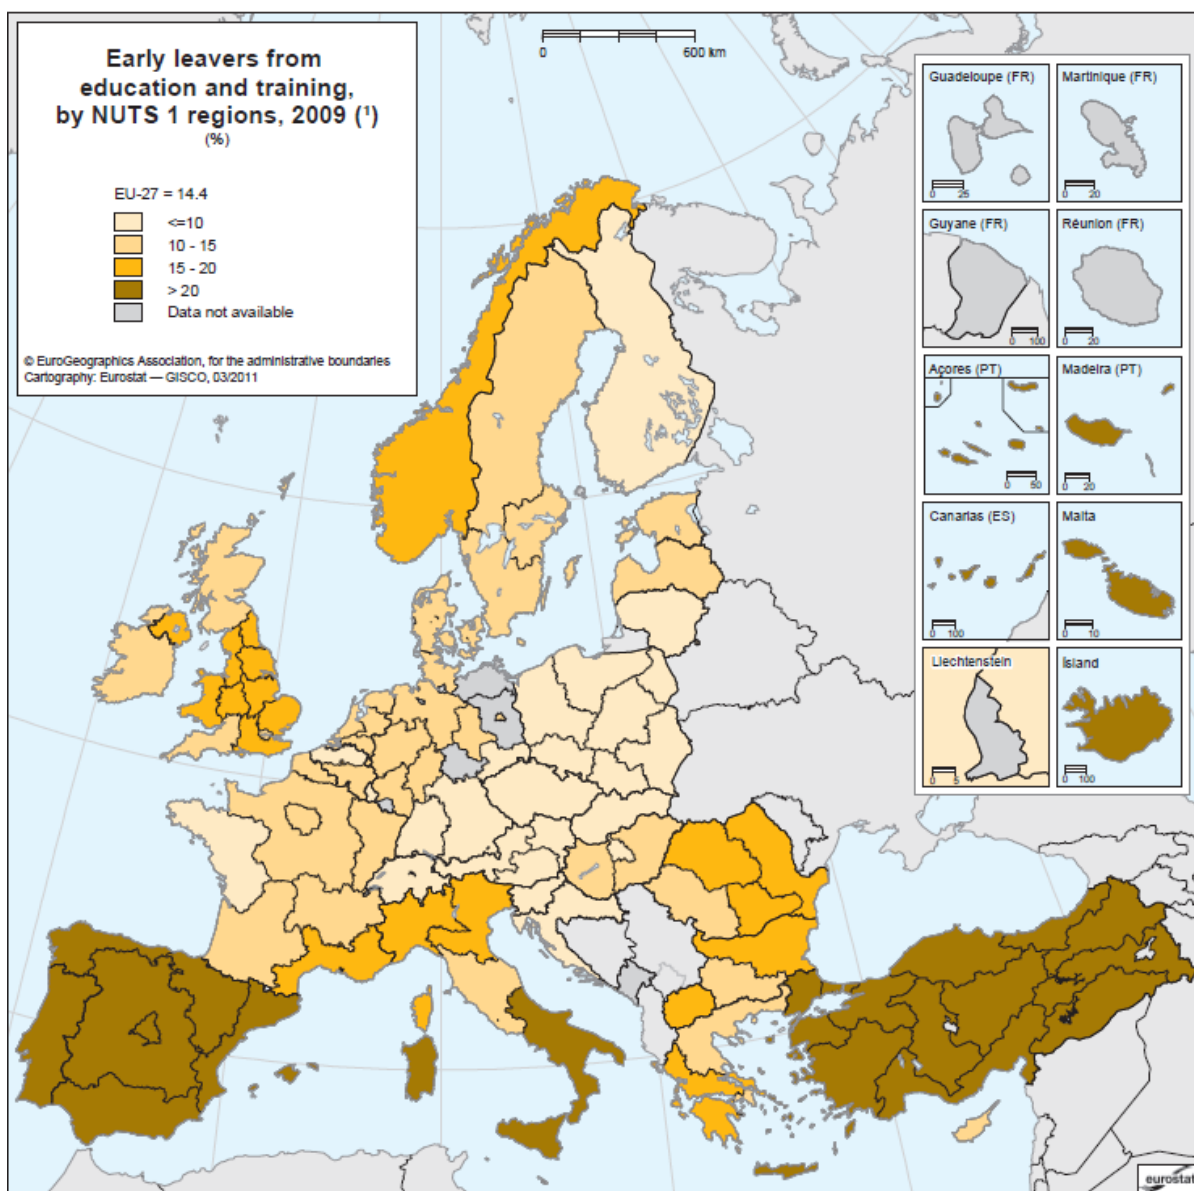 Early leavers from
education and training,
by NUTS 1 regions, 2009 (¹)
(%)
EU-27 = 14.4
<=10
10 - 15
15 - 20
> 20
Data not available
© EuroGeographics Association, for the administrative boundaries
Cartography: Eurostat — GISCO, 03/2011
0 600 km
Guadeloupe (FR)
0 25
Martinique (FR)
0 20
Guyane (FR)
0 100
Réunion (FR)
0 20
Açores (PT)
0 50
Madeira (PT)
0 20
Canarias (ES)
0 100
Malta
0 10
Liechtenstein
0 5
Ísland
0 100
eurostat